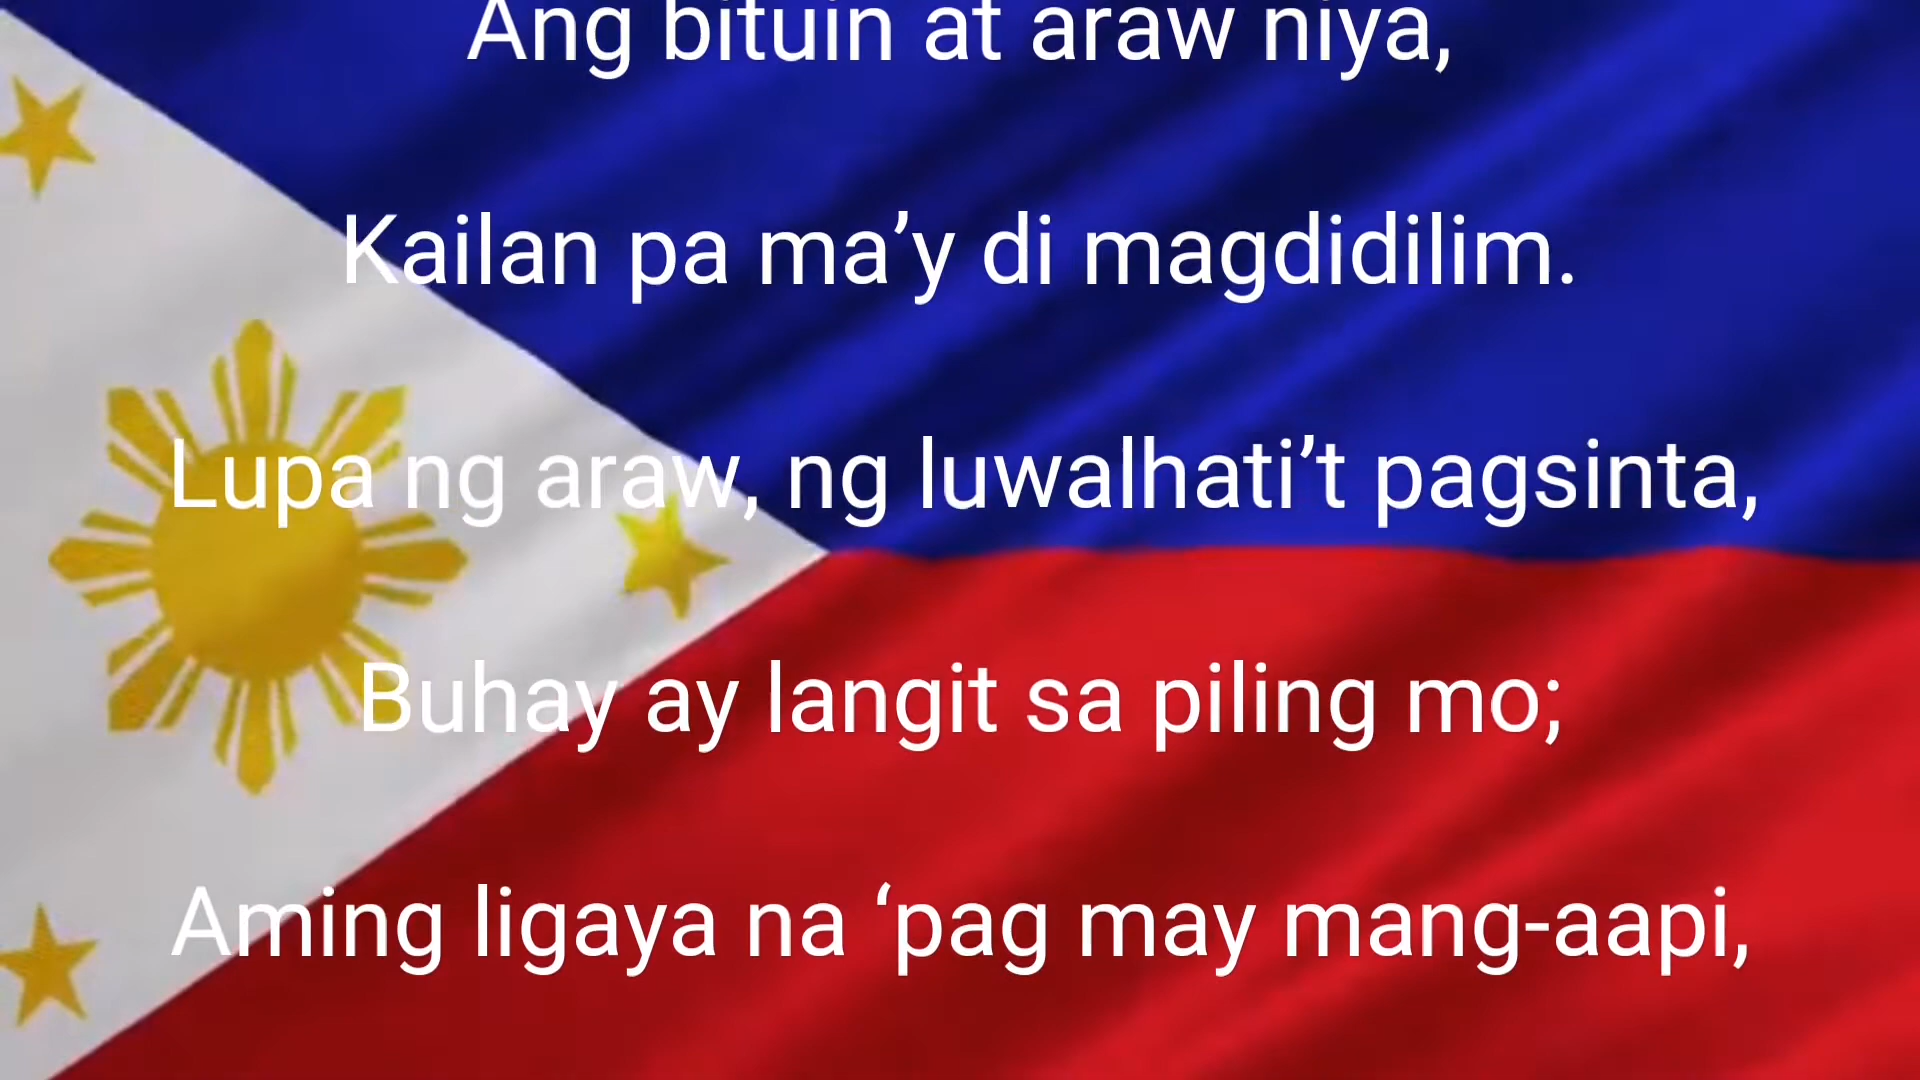 Ang bituin at araw niya,
Kailan pa ma’y di magdidilim.
Lupa ng araw, ng luwalhati’t pagsinta,
Buhay ay langit sa piling mo;
Aming ligaya na ‘pag may mang-aapi,